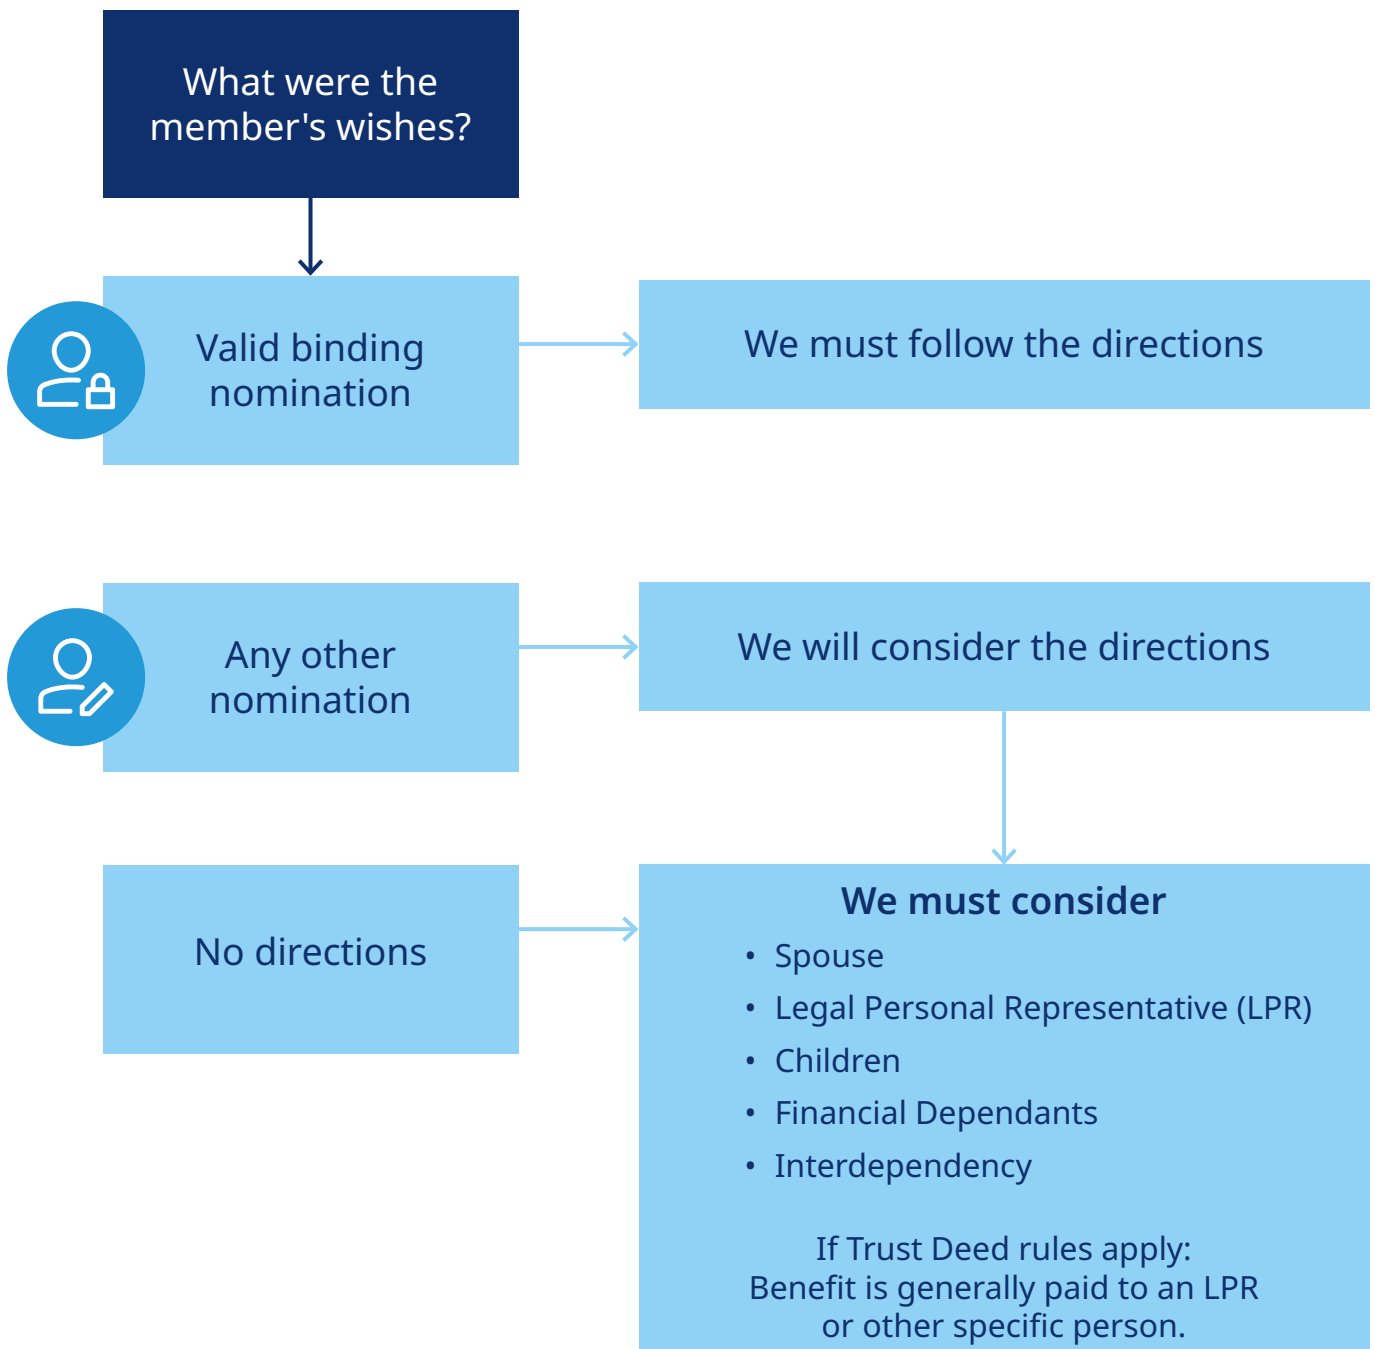 What were the
member's wishes?
Valid binding
nomination
We must follow the directions
Any other
nomination
We will consider the directions
No directions
We must consider
• Spouse
• Legal Personal Representative (LPR)
• Children
• Financial Dependants
• Interdependency
If Trust Deed rules apply:
Benefit is generally paid to an LPR
or other specific person.